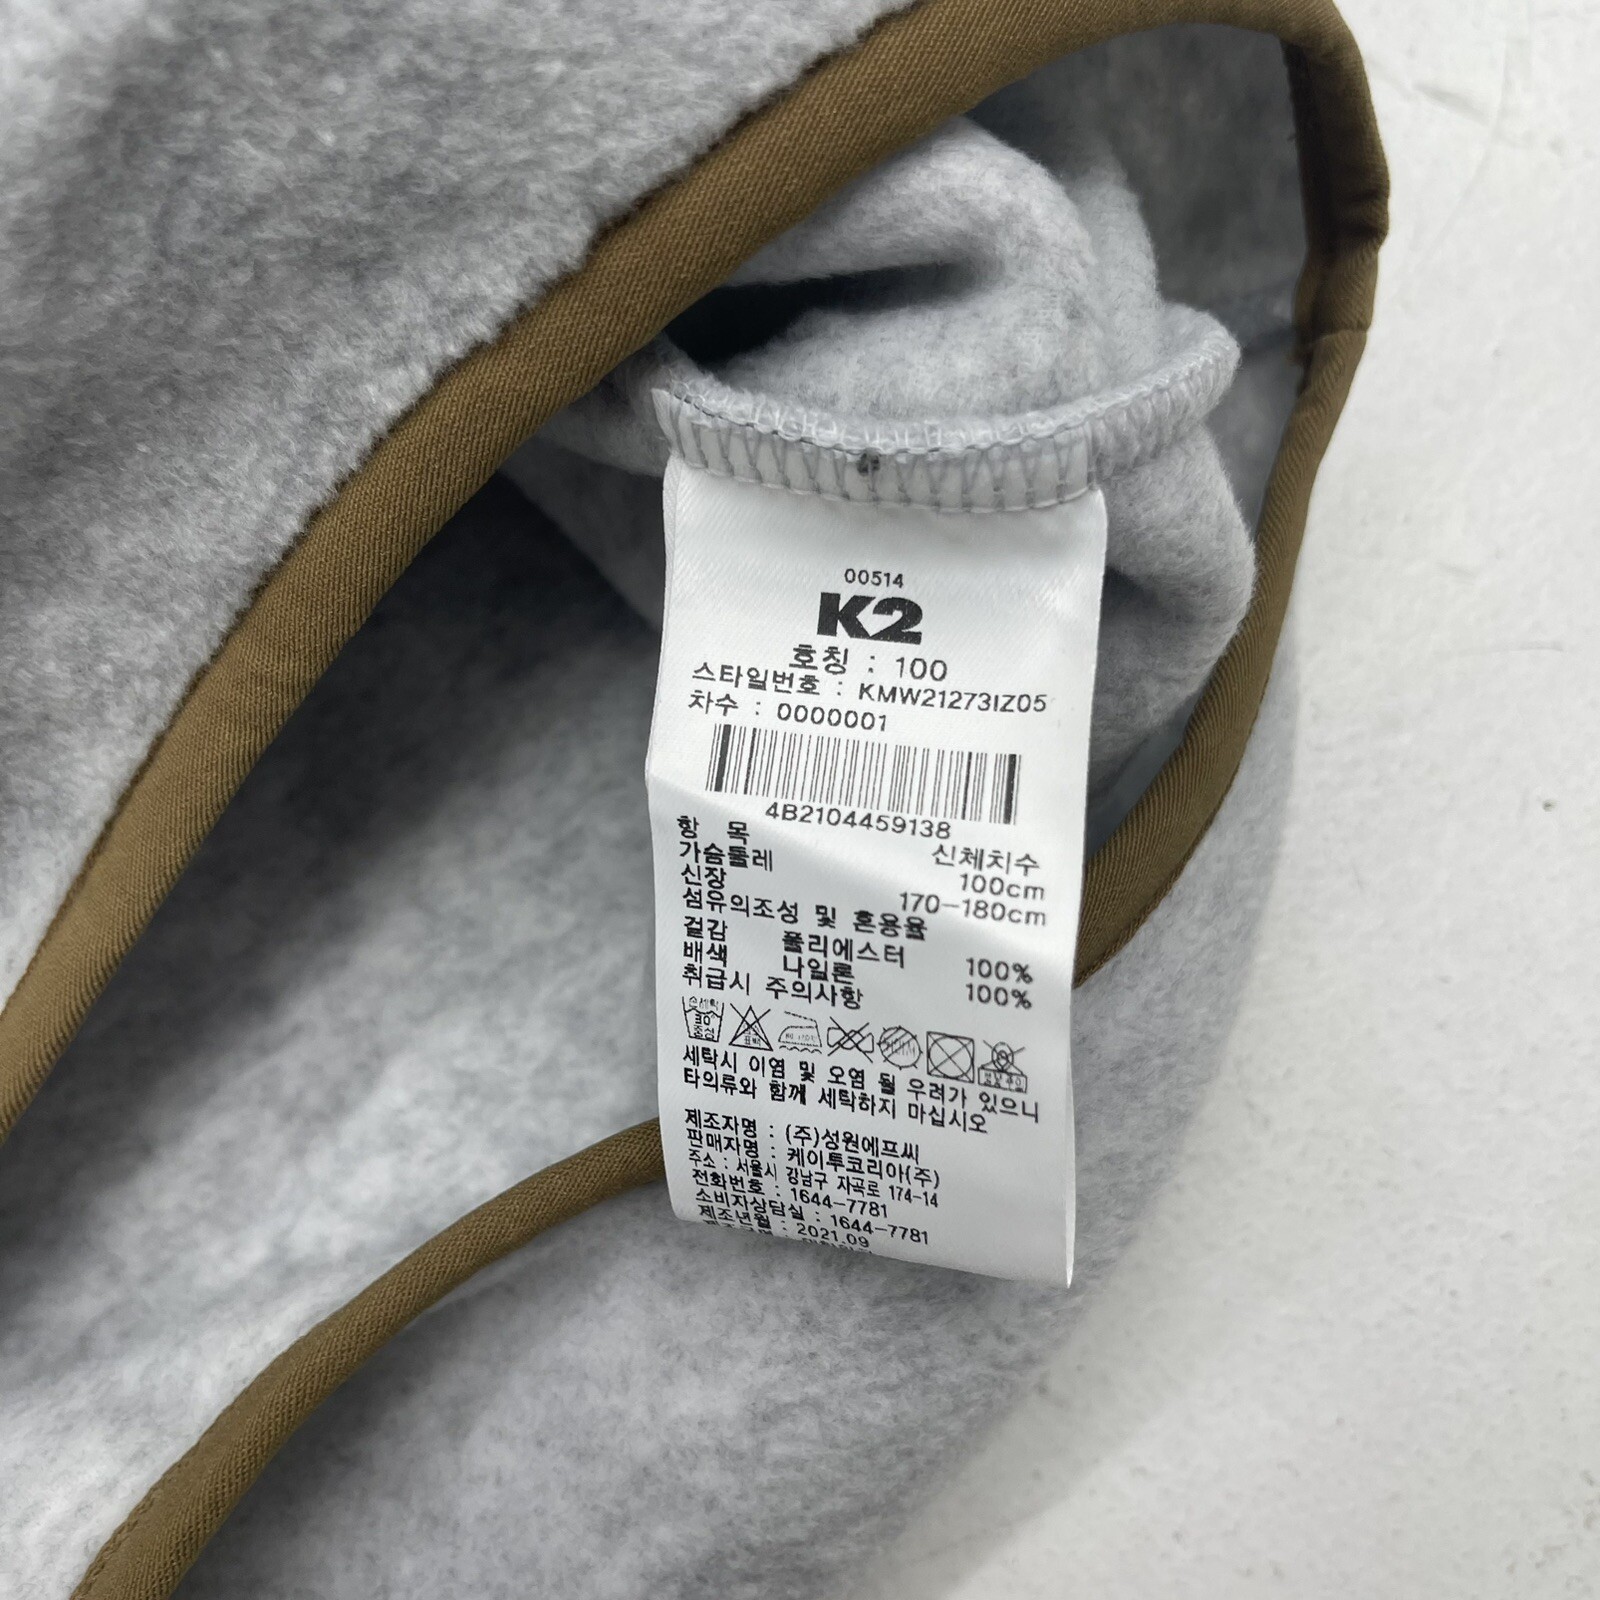 00514
K2
호칭 : 100
스타일번호 : KMW21273IZ05
차수 : 0000001
4B2104459138
항 목 신체치수
가슴둘레 100cm
신장 170-180cm
섬유의조성 및 혼용율
겉감 폴리에스터 100%
배색 나일론 100%
취급시 주의사항
손세탁
중성
표백
세탁시 이염 및 오염 될 우려가 있으니
타의류와 함께 세탁하지 마십시오
제조자명 : (주)성원에프씨
판매자명 : 케이투코리아(주)
주소 : 서울시 강남구 자곡로 174-14
전화번호 : 1644-7781
소비자상담실 : 1644-7781
제조년월 : 2021.09